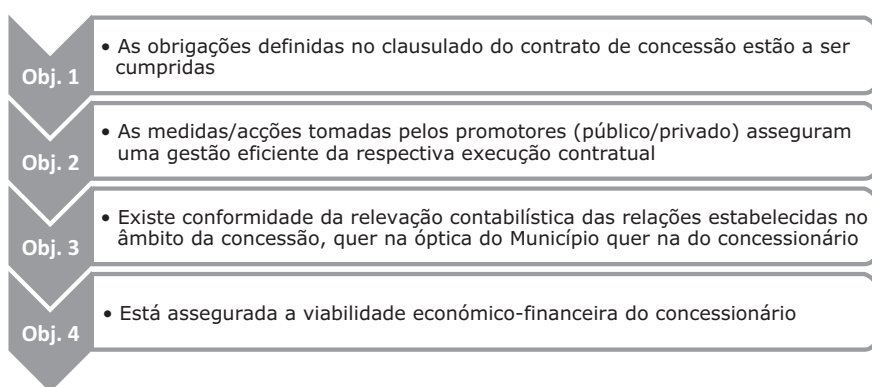 Obj. 1
• As obrigações definidas no clausulado do contrato de concessão estão a ser
cumpridas
Obj. 2
• As medidas/acções tomadas pelos promotores (público/privado) asseguram
uma gestão eficiente da respectiva execução contratual
Obj. 3
• Existe conformidade da relevação contabilística das relações estabelecidas no
âmbito da concessão, quer na óptica do Município quer na do concessionário
Obj. 4
• Está assegurada a viabilidade económico-financeira do concessionário